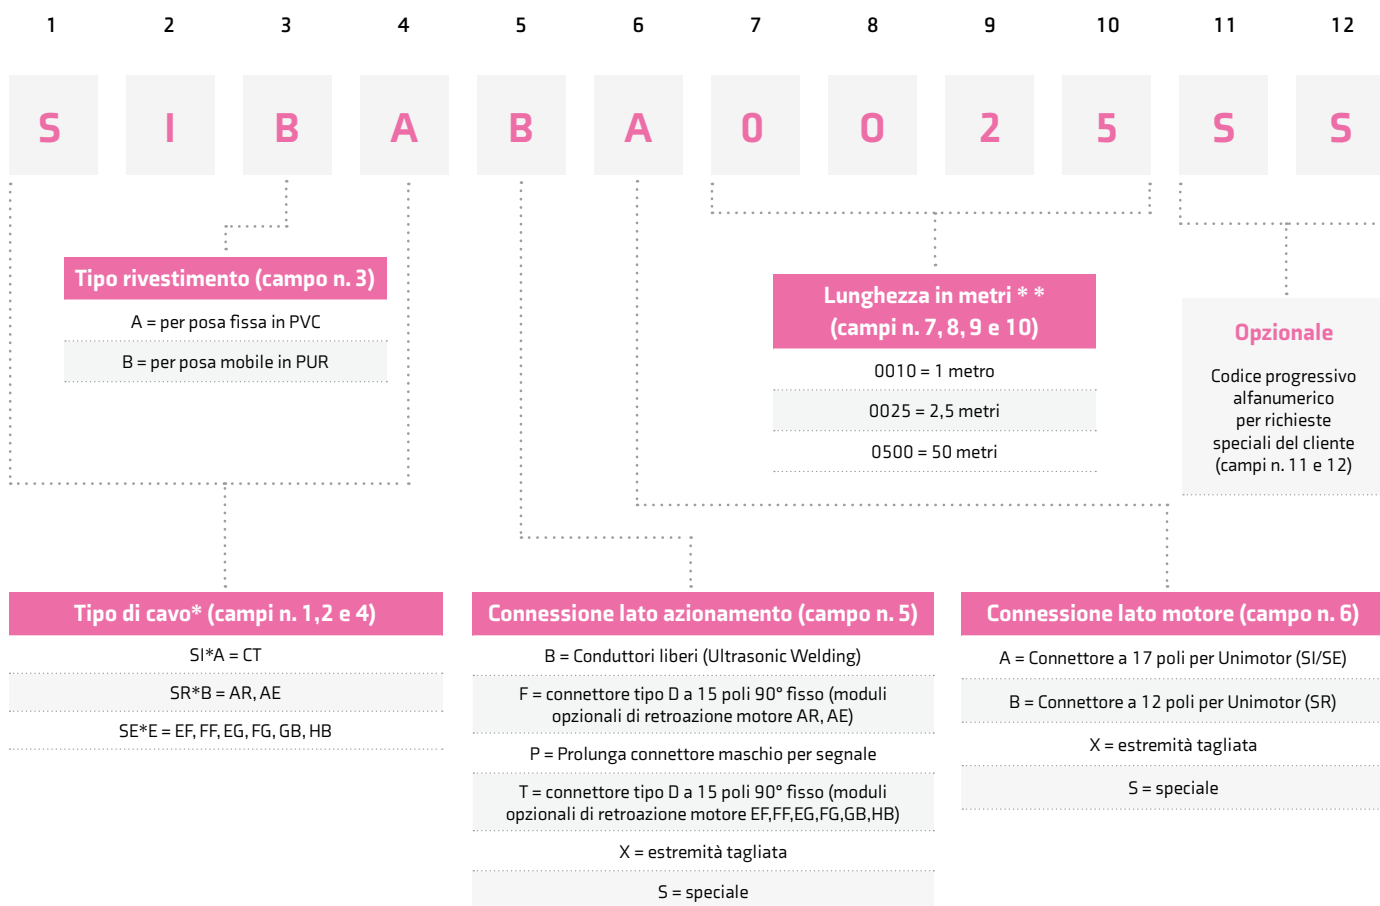 1 2 3 4 5 6 7 8 9 10 11 12
S I B A B A 0 0 2 5 S S
Tipo rivestimento (campo n. 3)
A = per posa fissa in PVC
B = per posa mobile in PUR
Lunghezza in metri * *
(campi n. 7, 8, 9 e 10)
0010 = 1 metro
0025 = 2,5 metri
0500 = 50 metri
Opzionale
Codice progressivo
alfanumerico
per richieste
speciali del cliente
(campi n. 11 e 12)
Tipo di cavo* (campi n. 1,2 e 4)
SI*A = CT
SR*B = AR, AE
SE*E = EF, FF, EG, FG, GB, HB
Connessione lato azionamento (campo n. 5)
B = Conduttori liberi (Ultrasonic Welding)
F = connettore tipo D a 15 poli 90° fisso (moduli
opzionali di retroazione motore AR, AE)
P = Prolunga connettore maschio per segnale
T = connettore tipo D a 15 poli 90° fisso (moduli
opzionali di retroazione motore EF,FF,EG,FG,GB,HB)
X = estremità tagliata
S = speciale
Connessione lato motore (campo n. 6)
A = Connettore a 17 poli per Unimotor (SI/SE)
B = Connettore a 12 poli per Unimotor (SR)
X = estremità tagliata
S = speciale